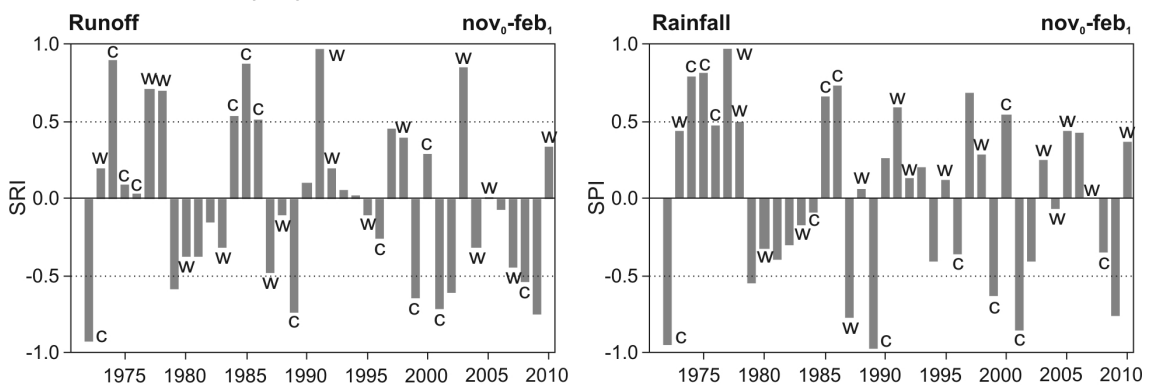 Runoff nov₀-feb₁
1.0
0.5
0.0
-0.5
-1.0
SRI
C W C C C W W W W C C C W W W C W W W C C C C W W W W C W
1975 1980 1985 1990 1995 2000 2005 2010
Rainfall nov₀-feb₁
1.0
0.5
0.0
-0.5
-1.0
SPI
C W C C C W W W W C C C W W C W W W C W C C C W W W W C W
1975 1980 1985 1990 1995 2000 2005 2010